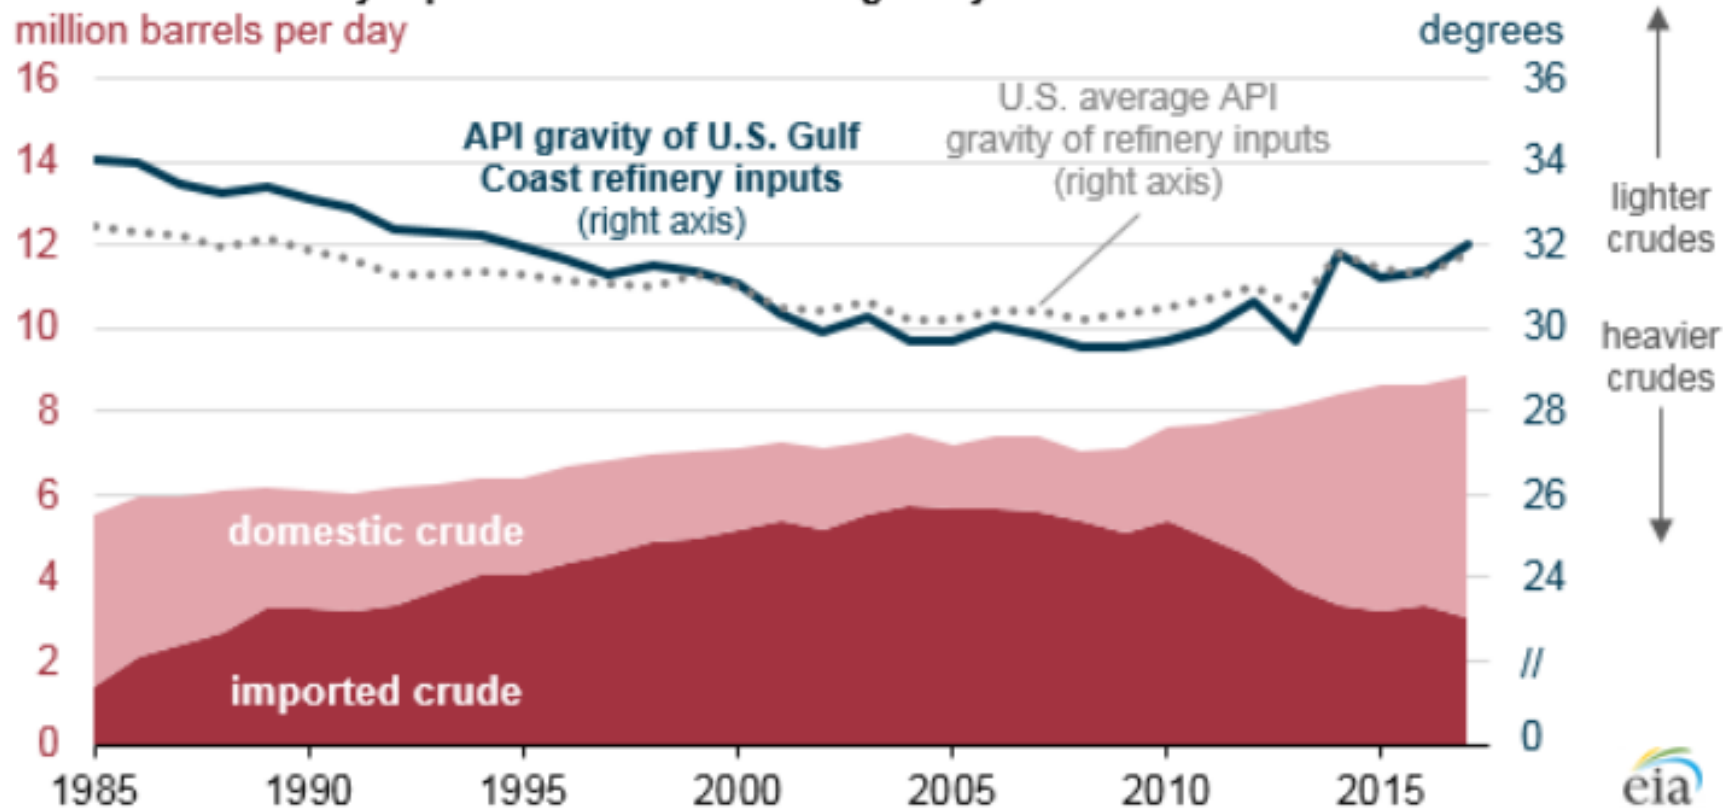 million barrels per day
degrees
16
14
12
10
8
6
4
2
0
API gravity of U.S. Gulf
Coast refinery inputs
(right axis)
U.S. average API
gravity of refinery inputs
(right axis)
domestic crude
imported crude
36
34
32
30
28
26
24
//
0
lighter
crudes
heavier
crudes
1985
1990
1995
2000
2005
2010
2015
eia